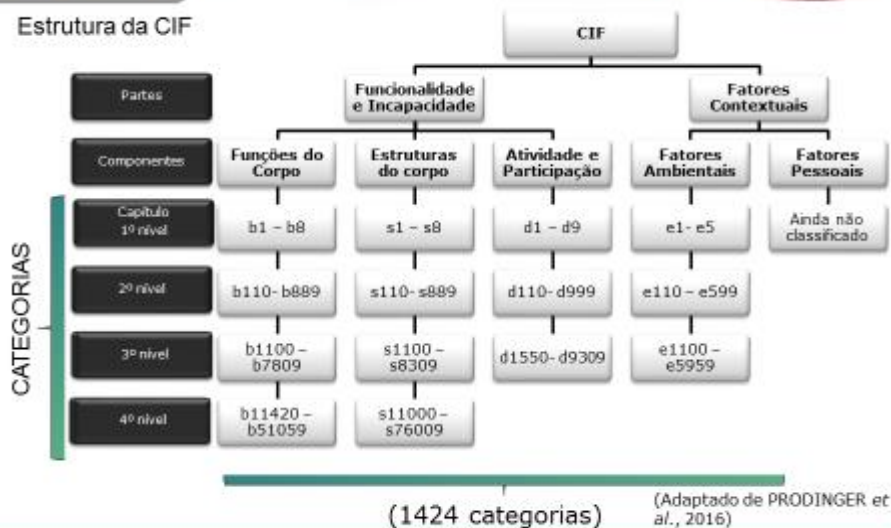 Estrutura da CIF
CIF
Partes
Funcionalidade
e Incapacidade
Fatores
Contextuais
Componentes
Funções do
Corpo
Estruturas
do corpo
Atividade e
Participação
Fatores
Ambientais
Fatores
Pessoais
CATEGORIAS
Capítulo
1º nível
b1 – b8
s1 – s8
d1 – d9
e1- e5
Ainda não
classificado
2º nível
b110- b889
s110- s889
d110- d999
e110 – e599
3º nível
b1100 –
b7809
s1100 –
s8309
d1550- d9309
e1100 –
e5959
4º nível
b11420 –
b51059
s11000 –
s76009
(1424 categorias)
(Adaptado de PRODINGER et
al., 2016)